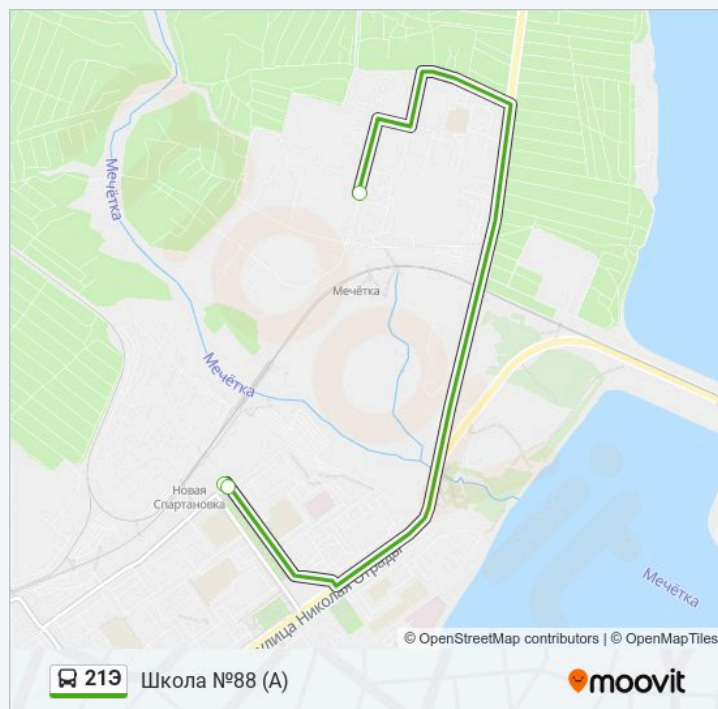 Мечётка
Мечётка
Мечётка
Новая
Спартановка
улица Николая Отрады
Мечётка
© OpenStreetMap contributors | © OpenMapTiles
21Э
Школа №88 (А)
moovit